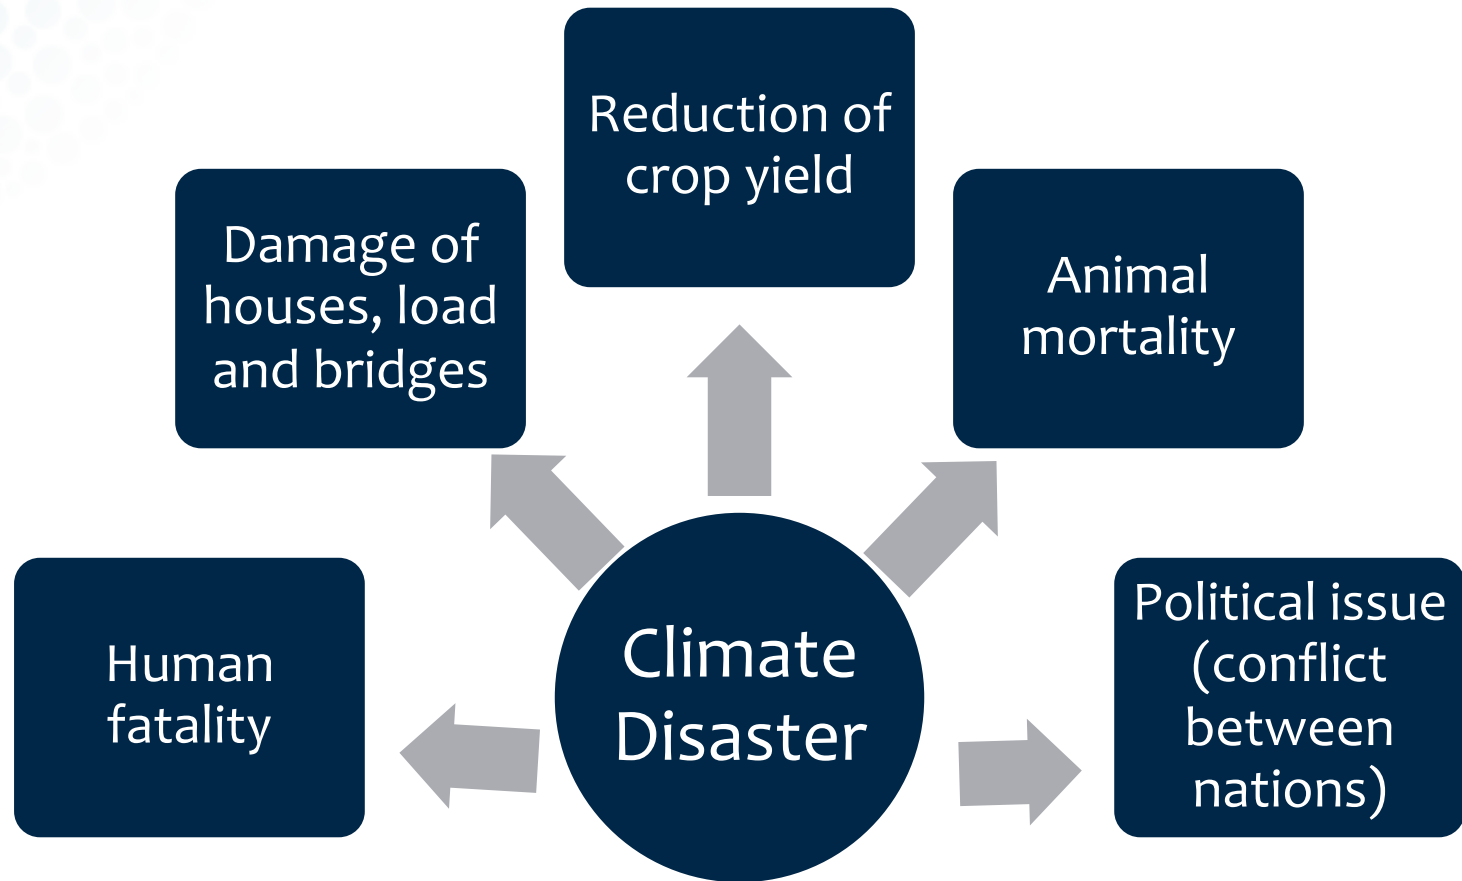 Reduction of
crop yield
Damage of
houses, load
and bridges
Animal
mortality
Human
fatality
Climate
Disaster
Political issue
(conflict
between
nations)